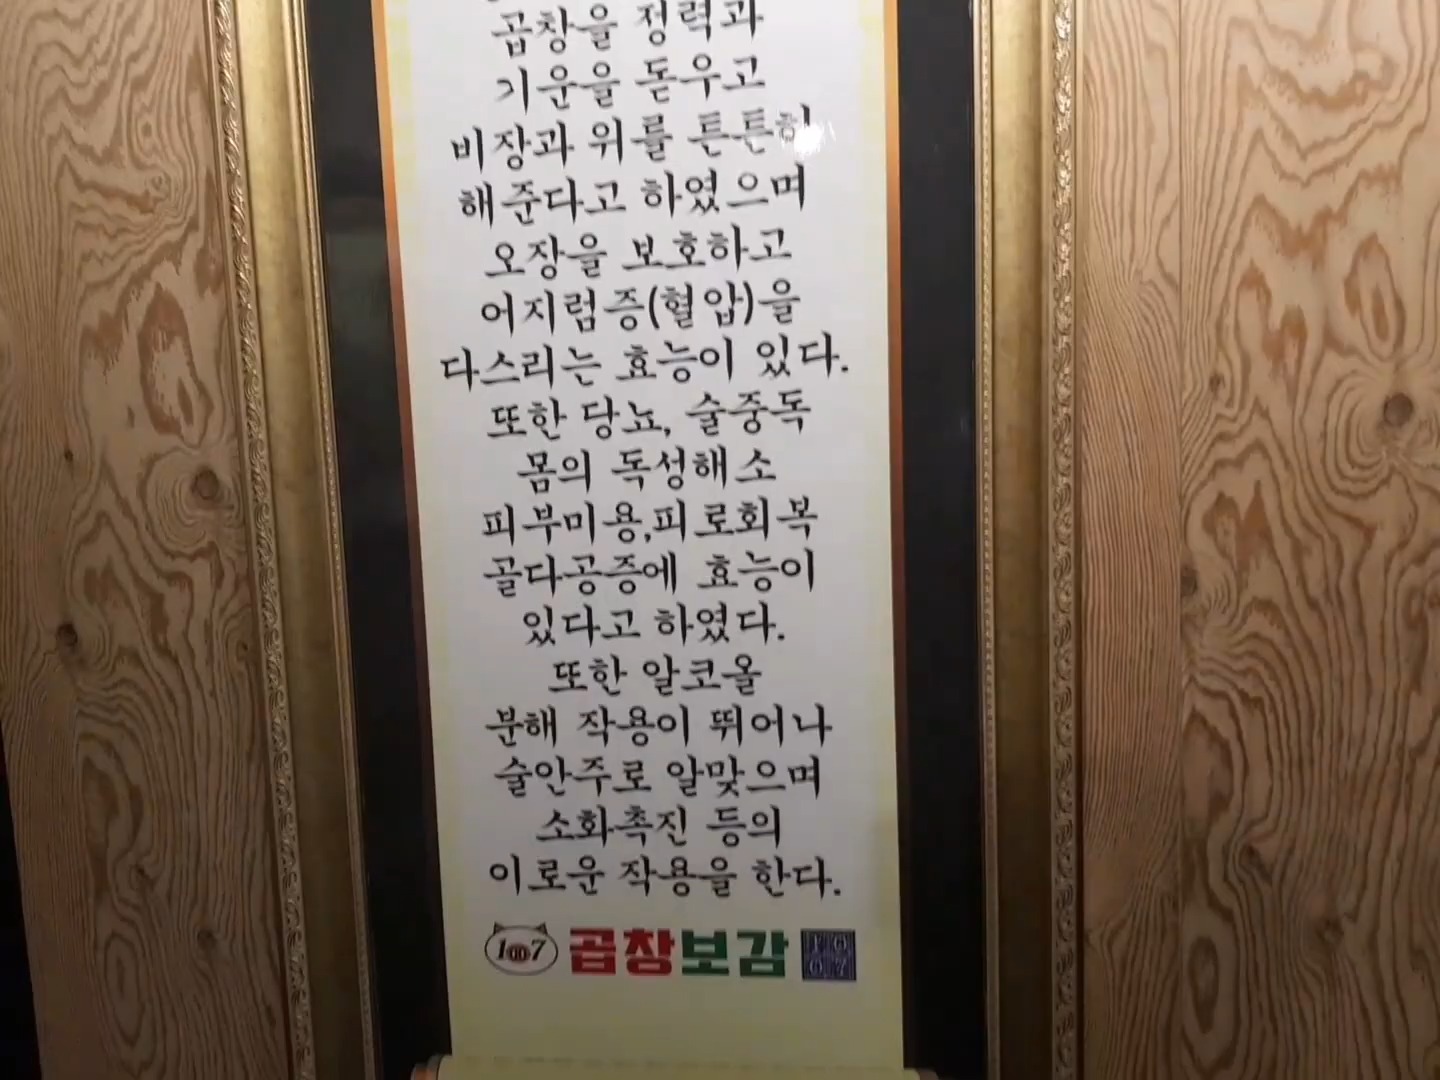 곱창을 정력과
기운을 돋우고
비장과 위를 튼튼히
해준다고 하였으며
오장을 보호하고
어지럼증(혈압)을
다스리는 효능이 있다.
또한 당뇨, 술중독
몸의 독성해소
피부미용,피로회복
골다공증에 효능이
있다고 하였다.
또한 알코올
분해 작용이 뛰어나
술안주로 알맞으며
소화촉진 등의
이로운 작용을 한다.
1007 곱창보감